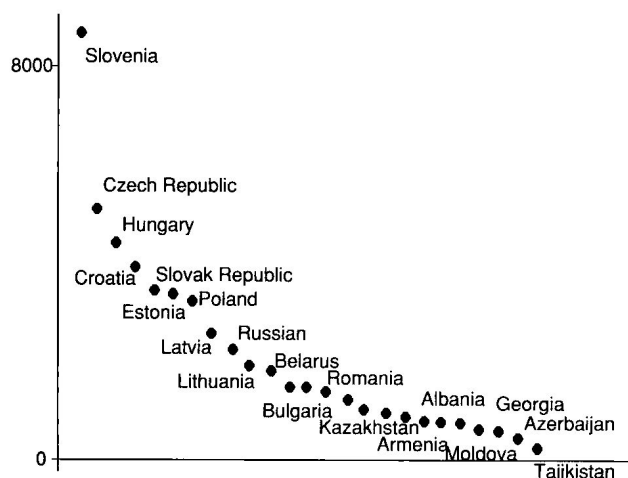 Slovenia
8000
Czech Republic
Hungary
Croatia
Slovak Republic
Estonia
Poland
Latvia
Russian
Lithuania
Belarus
Bulgaria
Romania
Kazakhstan
Albania
Armenia
Georgia
Moldova
Azerbaijan
0
Tajikistan